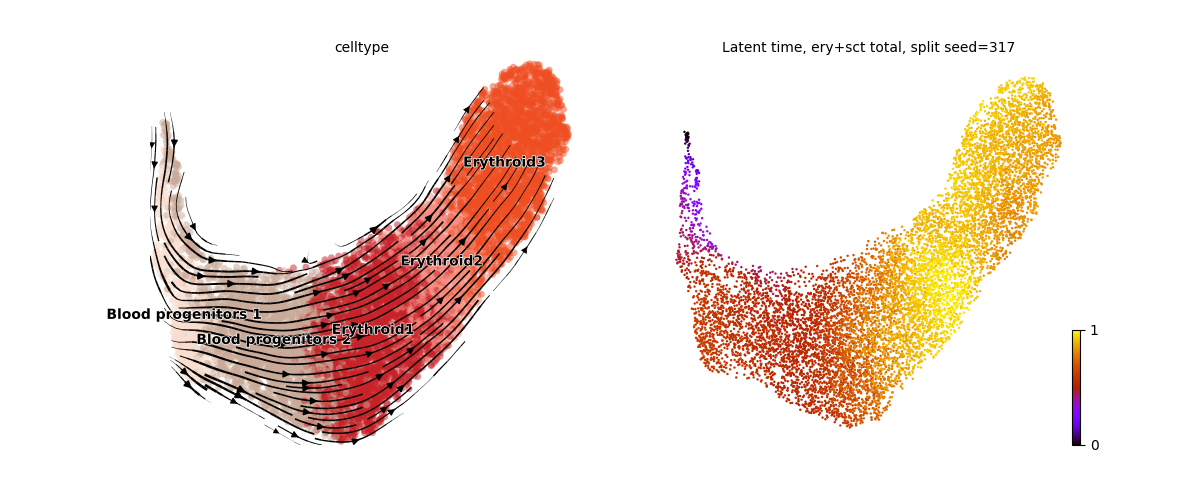 celltype
Latent time, ery+sct total, split seed=317
Erythroid3
Erythroid2
Blood progenitors 1
Erythroid1
Blood progenitors 2
1
0